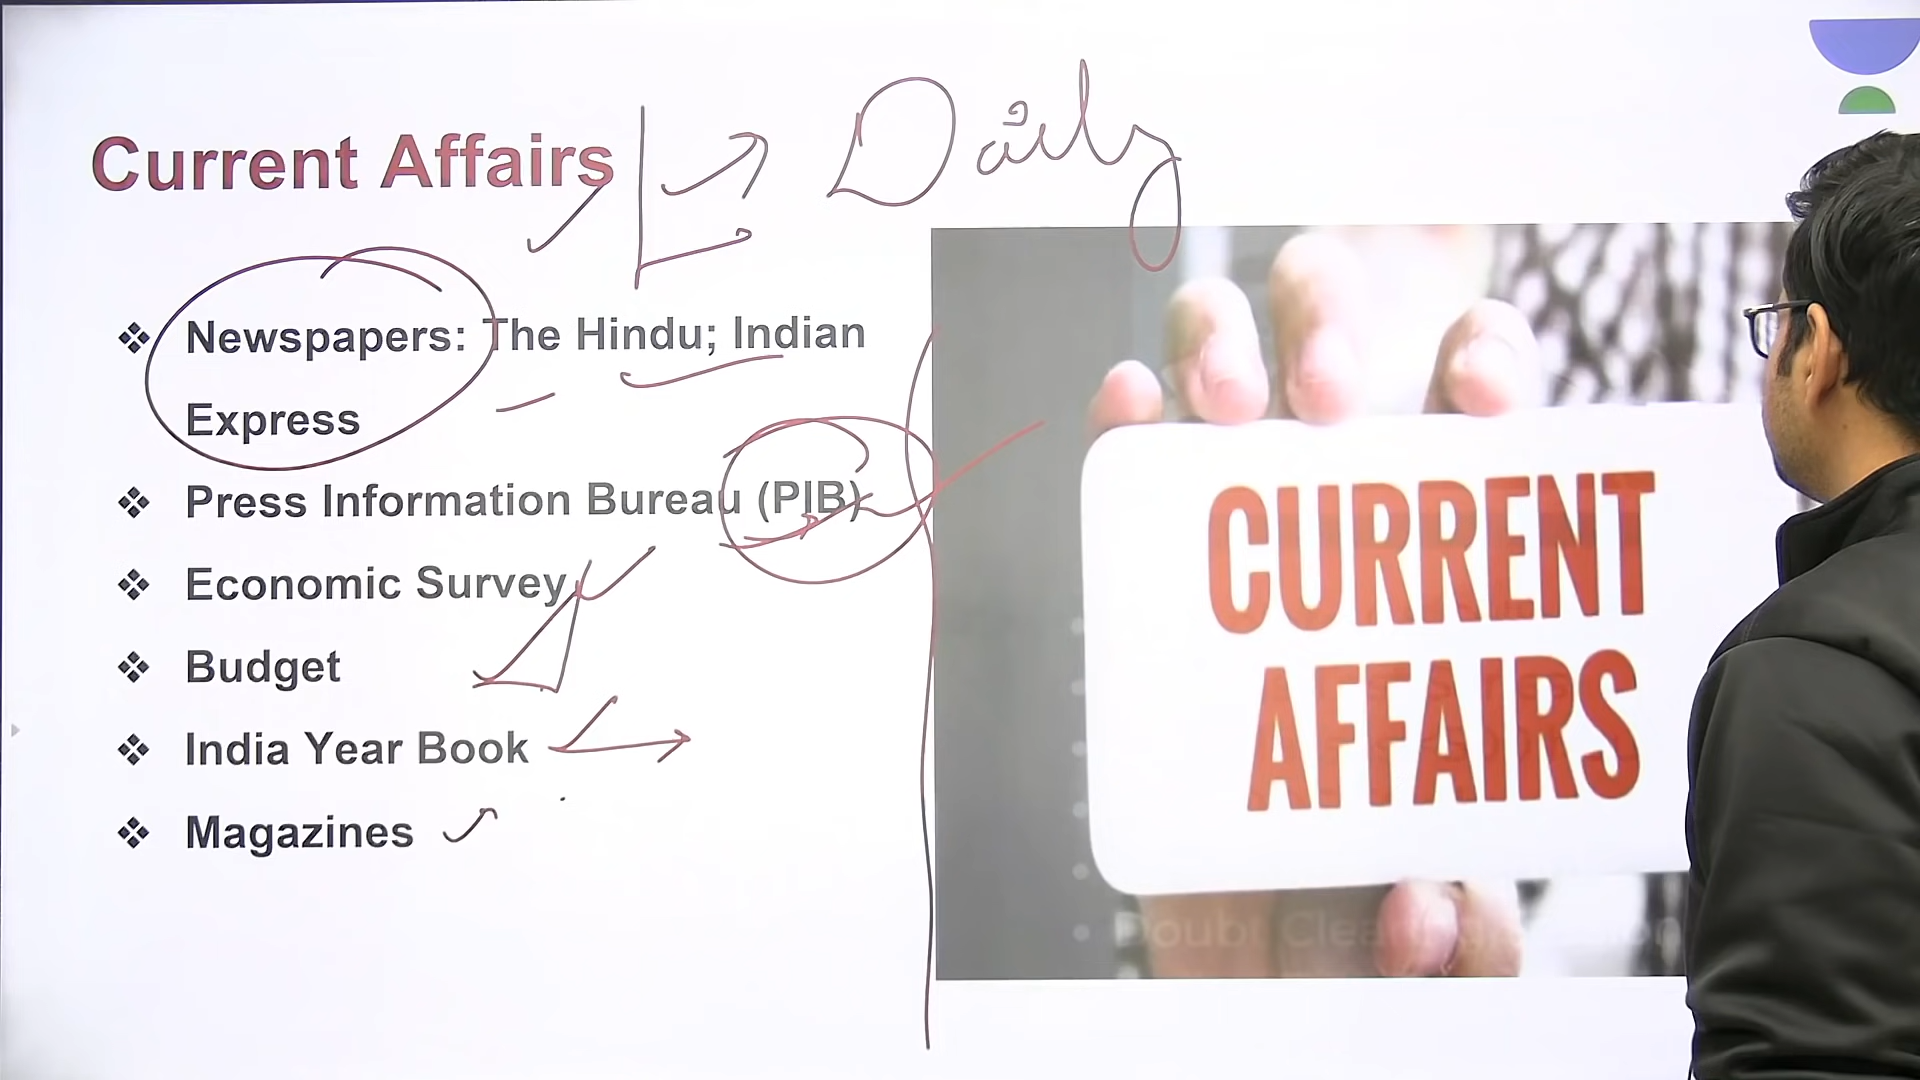 Current Affairs
Daily
❖ Newspapers: The Hindu; Indian
Express
❖ Press Information Bureau (PIB)
❖ Economic Survey
❖ Budget
❖ India Year Book
❖ Magazines
CURRENT
AFFAIRS
Doubt